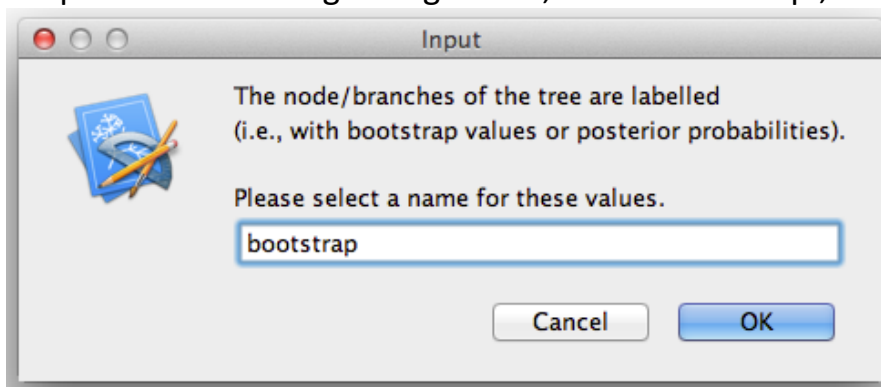 Input
The node/branches of the tree are labelled
(i.e., with bootstrap values or posterior probabilities).
Please select a name for these values.
bootstrap
Cancel OK